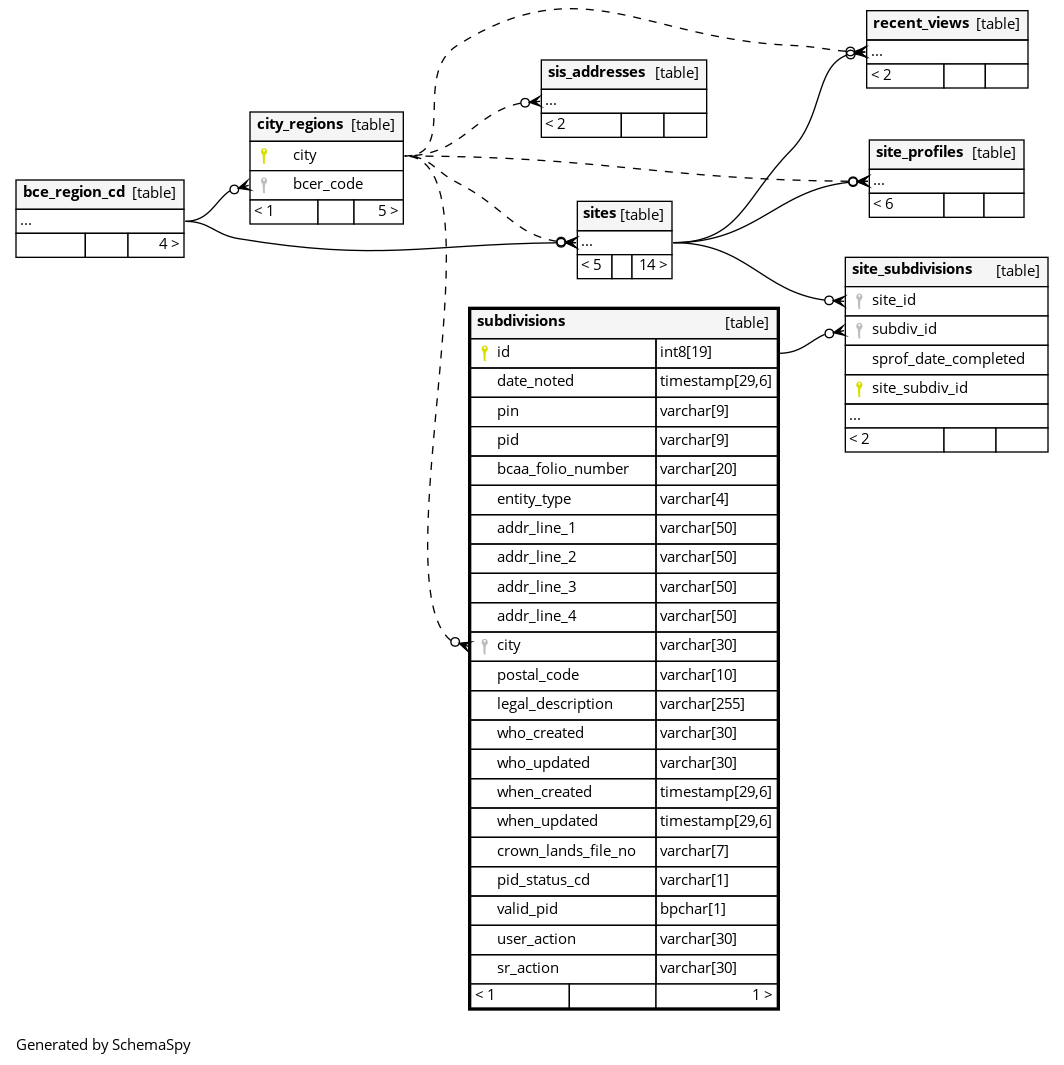 recent_views [table]
...
< 2
sis_addresses [table]
...
< 2
city_regions [table]
city
bcer_code
< 1 5 >
site_profiles [table]
...
< 6
bce_region_cd [table]
...
4 >
sites [table]
...
< 5 14 >
site_subdivisions [table]
site_id
subdiv_id
sprof_date_completed
site_subdiv_id
...
< 2
subdivisions [table]
id int8[19]
date_noted timestamp[29,6]
pin varchar[9]
pid varchar[9]
bcaa_folio_number varchar[20]
entity_type varchar[4]
addr_line_1 varchar[50]
addr_line_2 varchar[50]
addr_line_3 varchar[50]
addr_line_4 varchar[50]
city varchar[30]
postal_code varchar[10]
legal_description varchar[255]
who_created varchar[30]
who_updated varchar[30]
when_created timestamp[29,6]
when_updated timestamp[29,6]
crown_lands_file_no varchar[7]
pid_status_cd varchar[1]
valid_pid bpchar[1]
user_action varchar[30]
sr_action varchar[30]
< 1 1 >
Generated by SchemaSpy